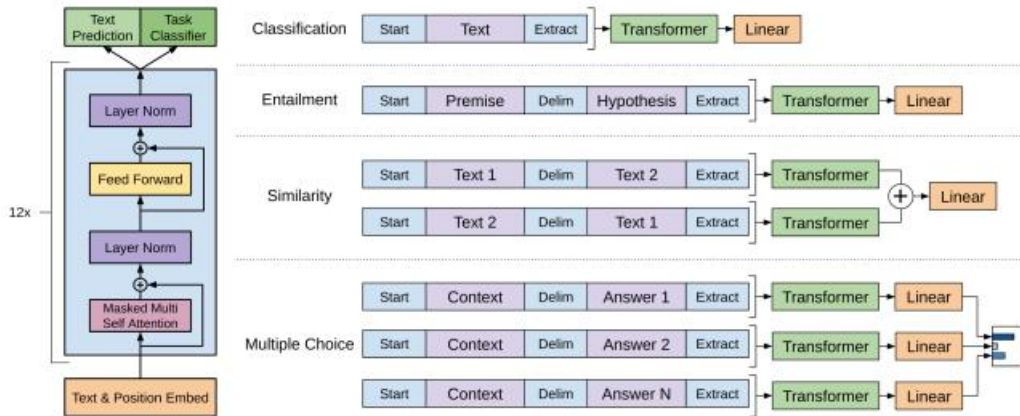 Text Prediction
Task Classifier
Layer Norm
Feed Forward
12x
Layer Norm
Masked Multi Self Attention
Text & Position Embed
Classification Start Text Extract Transformer Linear
Entailment Start Premise Delim Hypothesis Extract Transformer Linear
Similarity
Start Text 1 Delim Text 2 Extract Transformer
Start Text 2 Delim Text 1 Extract Transformer
+ Linear
Multiple Choice
Start Context Delim Answer 1 Extract Transformer Linear
Start Context Delim Answer 2 Extract Transformer Linear
Start Context Delim Answer N Extract Transformer Linear